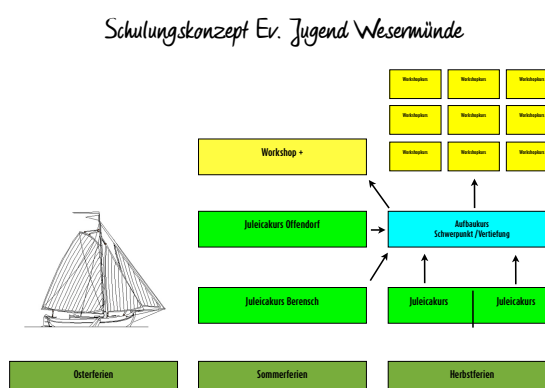 Schulungskonzept Ev. Jugend Wesermünde
Workshopkurs Workshopkurs Workshopkurs
Workshopkurs Workshopkurs Workshopkurs
Workshop + Workshopkurs Workshopkurs Workshopkurs
Juleicakurs Offendorf
Aufbaukurs
Schwerpunkt /Vertiefung
Juleicakurs Berensch
Juleicakurs Juleicakurs
Osterferien Sommerferien Herbstferien